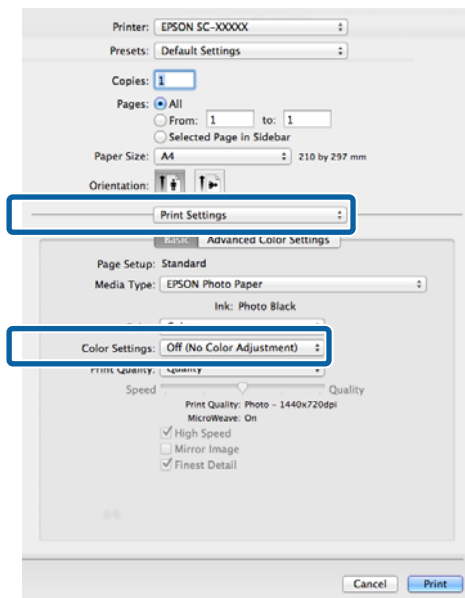 Printer: EPSON SC-XXXXX
Presets: Default Settings
Copies: 1
Pages: All
From: 1 to: 1
Selected Page in Sidebar
Paper Size: A4 210 by 297 mm
Orientation:
Print Settings
Basic Advanced Color Settings
Page Setup: Standard
Media Type: EPSON Photo Paper
Ink: Photo Black
Color Settings: Off (No Color Adjustment)
Print Quality: Quality
Speed Quality
Print Quality: Photo - 1440x720dpi
MicroWeave: On
High Speed
Mirror Image
Finest Detail
Cancel Print